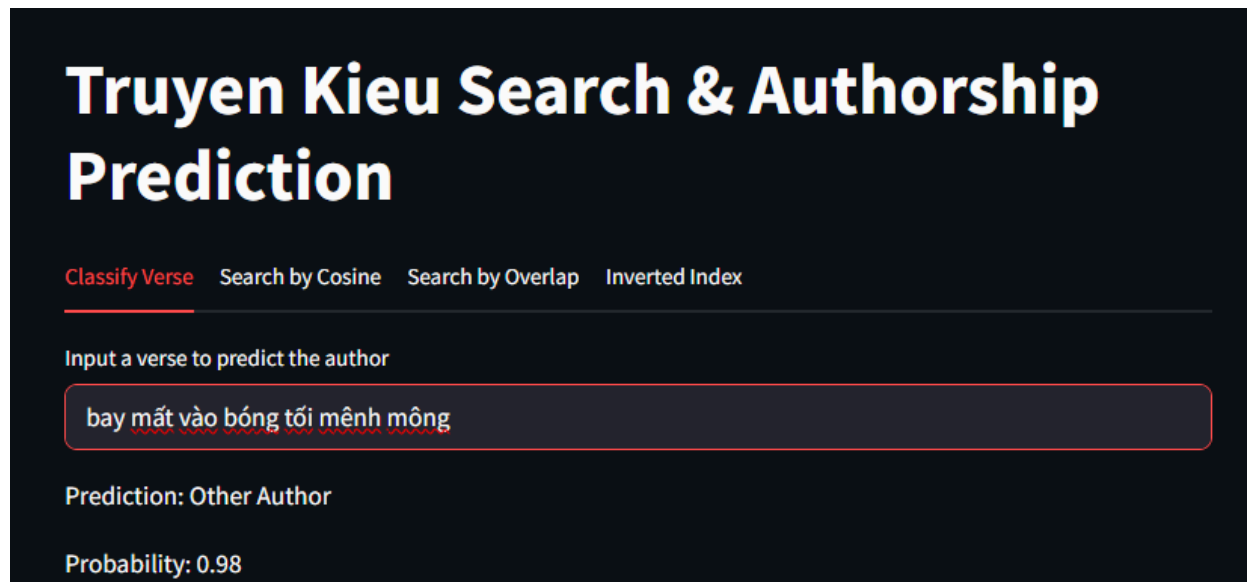 Truyen Kieu Search & Authorship
Prediction
Classify Verse Search by Cosine Search by Overlap Inverted Index
Input a verse to predict the author
bay mất vào bóng tối mênh mông
Prediction: Other Author
Probability: 0.98